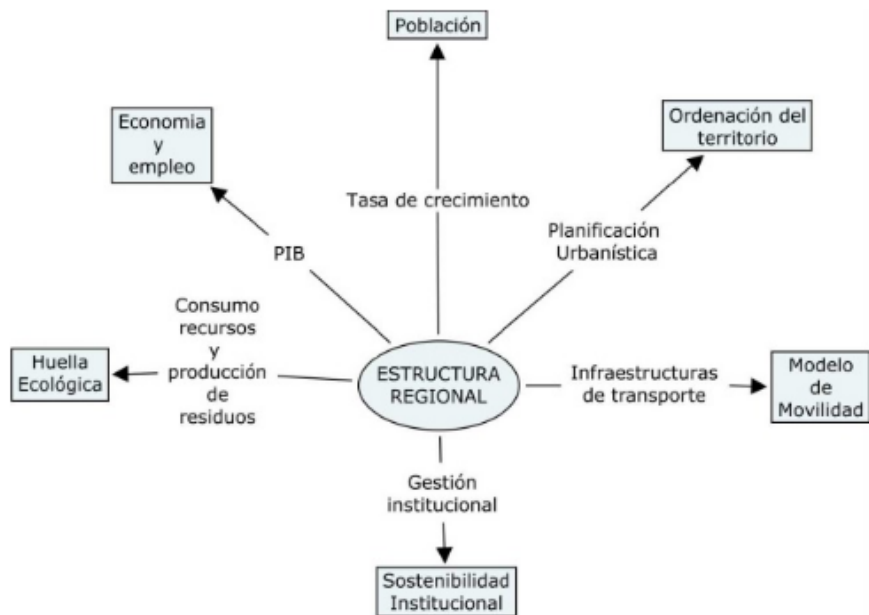 Población
Economia
y
empleo
Ordenación del
territorio
Tasa de crecimiento
Planificación
Urbanística
PIB
Consumo
recursos
y
producción
de
residuos
Huella
Ecológica
ESTRUCTURA
REGIONAL
Infraestructuras
de transporte
Modelo
de
Movilidad
Gestión
institucional
Sostenibilidad
Institucional